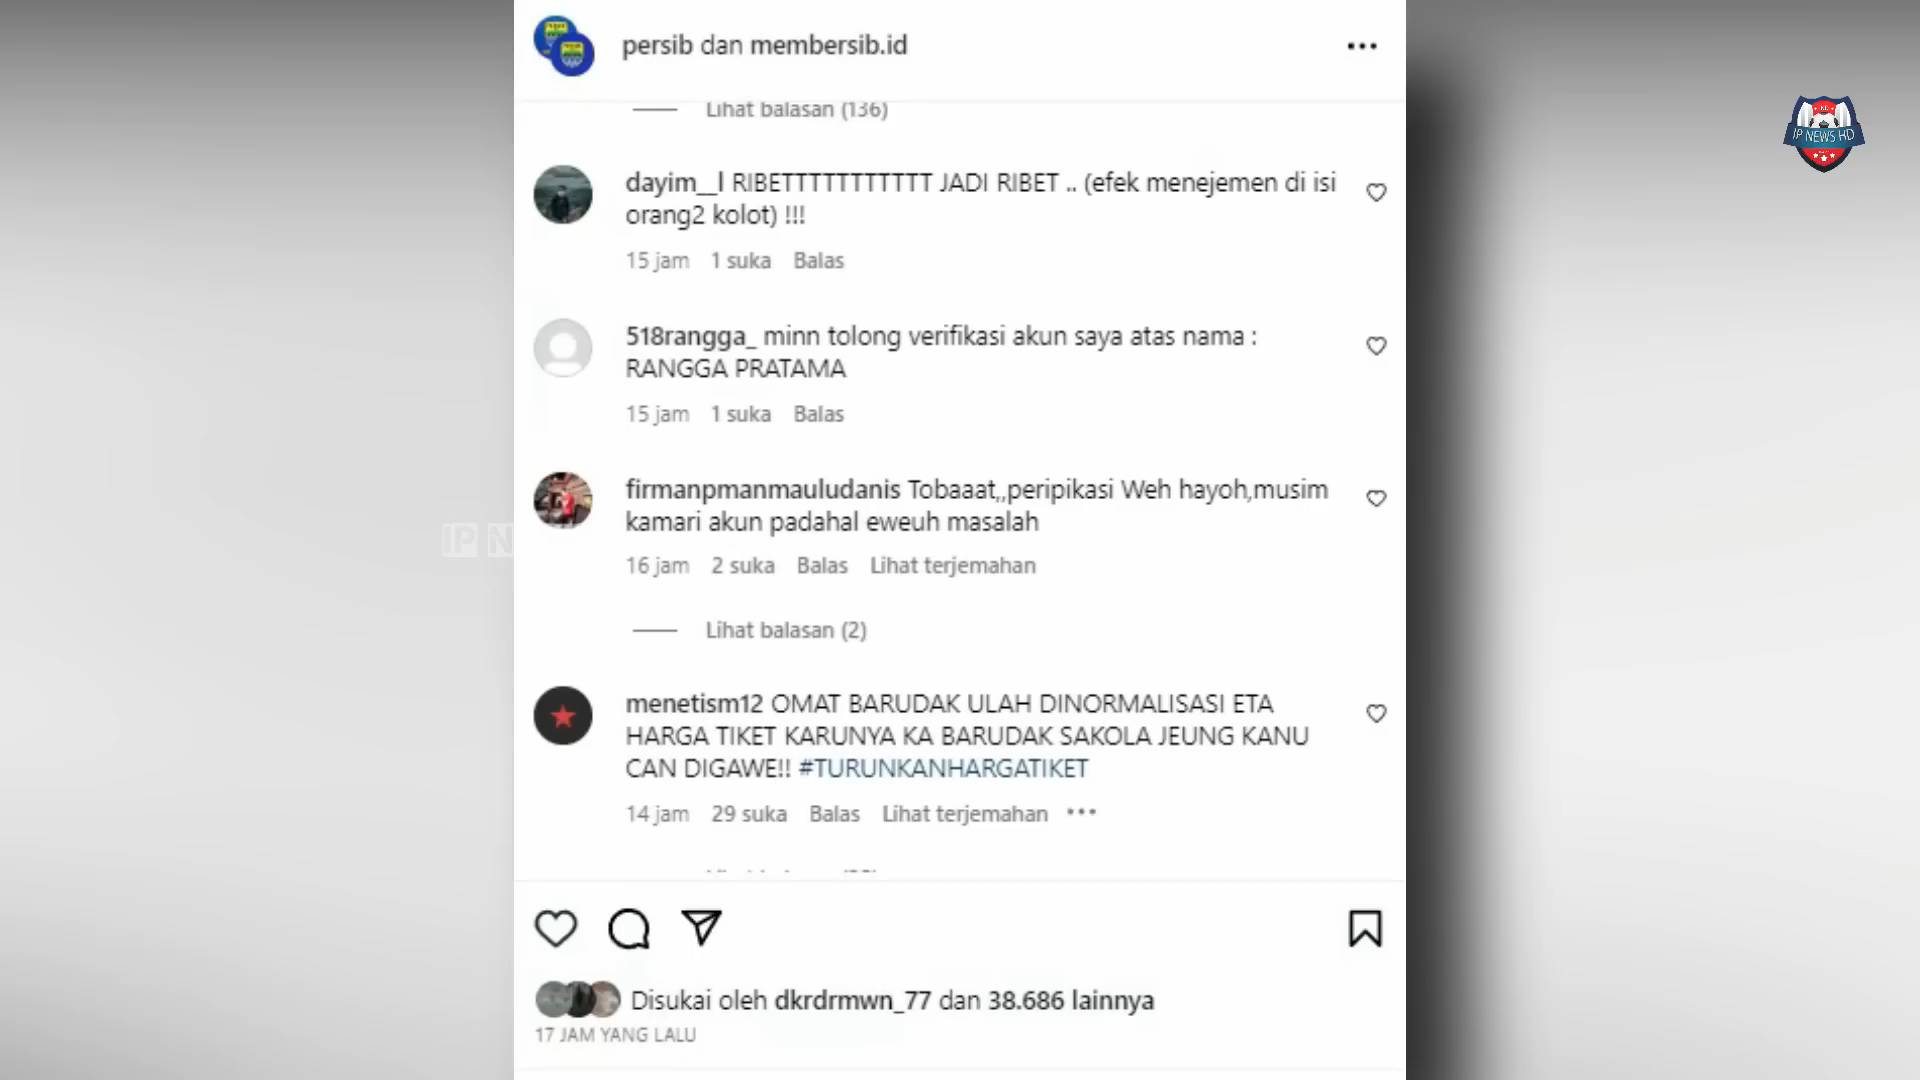 persib dan membersib.id
Lihat balasan (136)
dayim__l RIBETTTTTTTTTTT JADI RIBET .. (efek menejemen di isi
orang2 kolot) !!!
15 jam 1 suka Balas
518rangga_ minn tolong verifikasi akun saya atas nama :
RANGGA PRATAMA
15 jam 1 suka Balas
firmanpmanmauludanis Tobaaat,,peripikasi Weh hayoh,musim
kamari akun padahal eweuh masalah
16 jam 2 suka Balas Lihat terjemahan
Lihat balasan (2)
menetism12 OMAT BARUDAK ULAH DINORMALISASI ETA
HARGA TIKET KARUNYA KA BARUDAK SAKOLA JEUNG KANU
CAN DIGAWE!! #TURUNKANHARGATIKET
14 jam 29 suka Balas Lihat terjemahan
Disukai oleh dkrdrmwn_77 dan 38.686 lainnya
17 JAM YANG LALU
IP NEWS HD
IP N